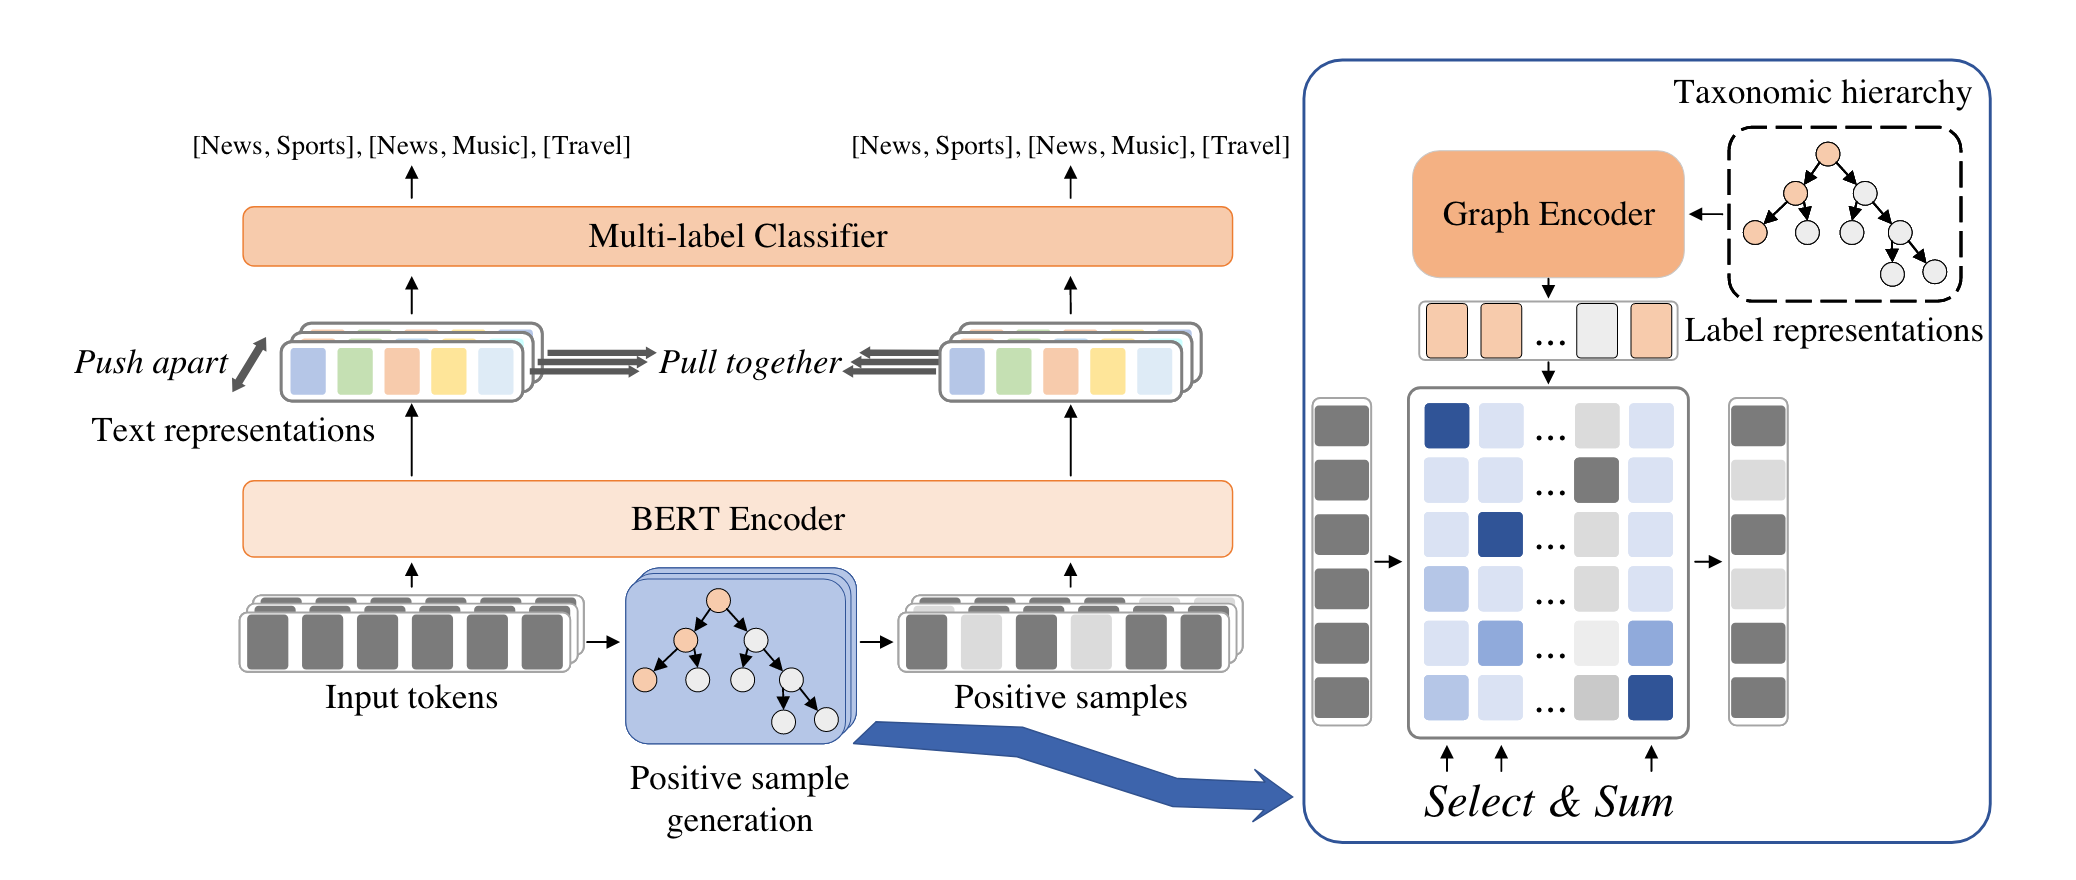 [News, Sports], [News, Music], [Travel]
[News, Sports], [News, Music], [Travel]
Multi-label Classifier
Push apart
Pull together
Text representations
BERT Encoder
Input tokens
Positive samples
Positive sample
generation
Taxonomic hierarchy
Graph Encoder
...
Label representations
...
...
...
...
...
...
Select & Sum